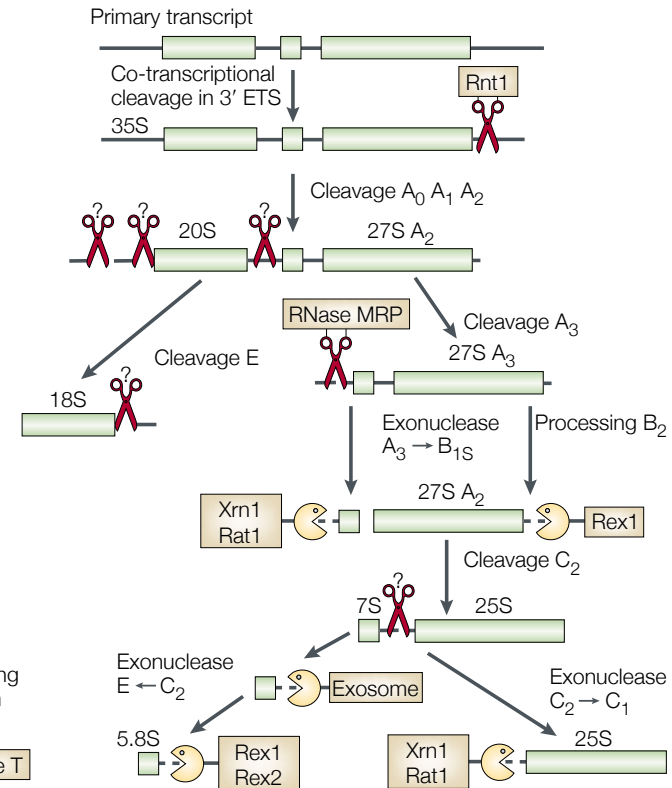 Primary transcript
Co-transcriptional
cleavage in 3′ ETS
Rnt1
35S
Cleavage A₀ A₁ A₂
? ? ?
20S 27S A₂
RNase MRP
Cleavage A₃
27S A₃
Cleavage E
?
18S
Exonuclease
A₃ → B₁S
Processing B₂
27S A₂
Xrn1
Rat1
Rex1
Cleavage C₂
?
7S 25S
Exonuclease
E ← C₂
Exosome
Exonuclease
C₂ → C₁
5.8S
Rex1
Rex2
Xrn1
Rat1
25S
ng
T